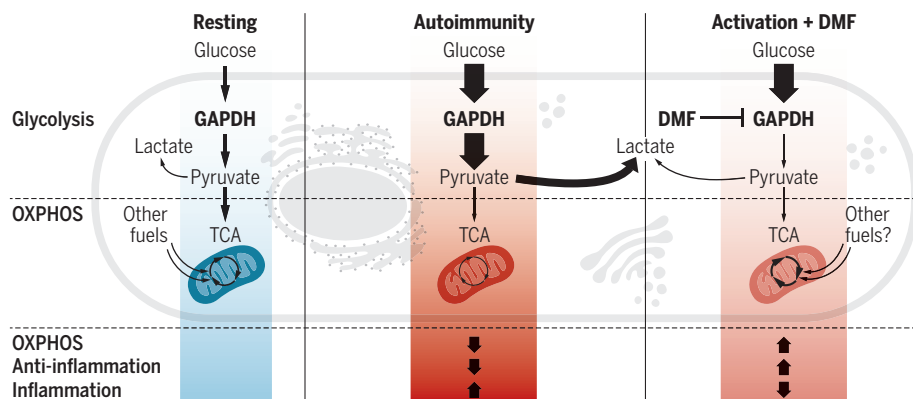 Resting
Autoimmunity
Activation + DMF
Glucose
Glucose
Glucose
Glycolysis
GAPDH
GAPDH
DMF
GAPDH
Lactate
Lactate
Pyruvate
Pyruvate
Pyruvate
OXPHOS
Other
fuels
TCA
TCA
TCA
Other
fuels?
OXPHOS
Anti-inflammation
Inflammation